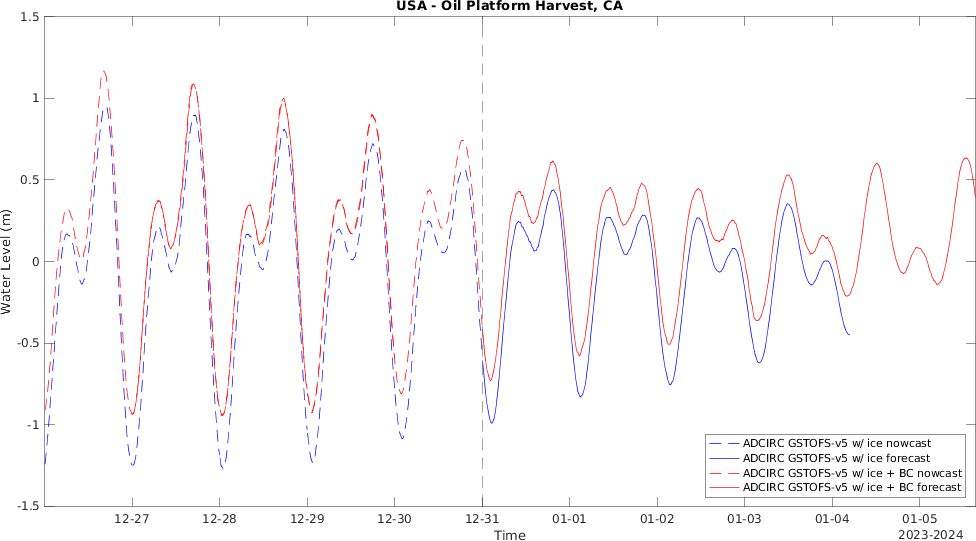 USA - Oil Platform Harvest, CA
1.5
1
0.5
0
-0.5
-1
-1.5
Water Level (m)
12-27 12-28 12-29 12-30 12-31 01-01 01-02 01-03 01-04 01-05
Time
2023-2024
ADCIRC GSTOFS-v5 w/ ice nowcast
ADCIRC GSTOFS-v5 w/ ice forecast
ADCIRC GSTOFS-v5 w/ ice + BC nowcast
ADCIRC GSTOFS-v5 w/ ice + BC forecast